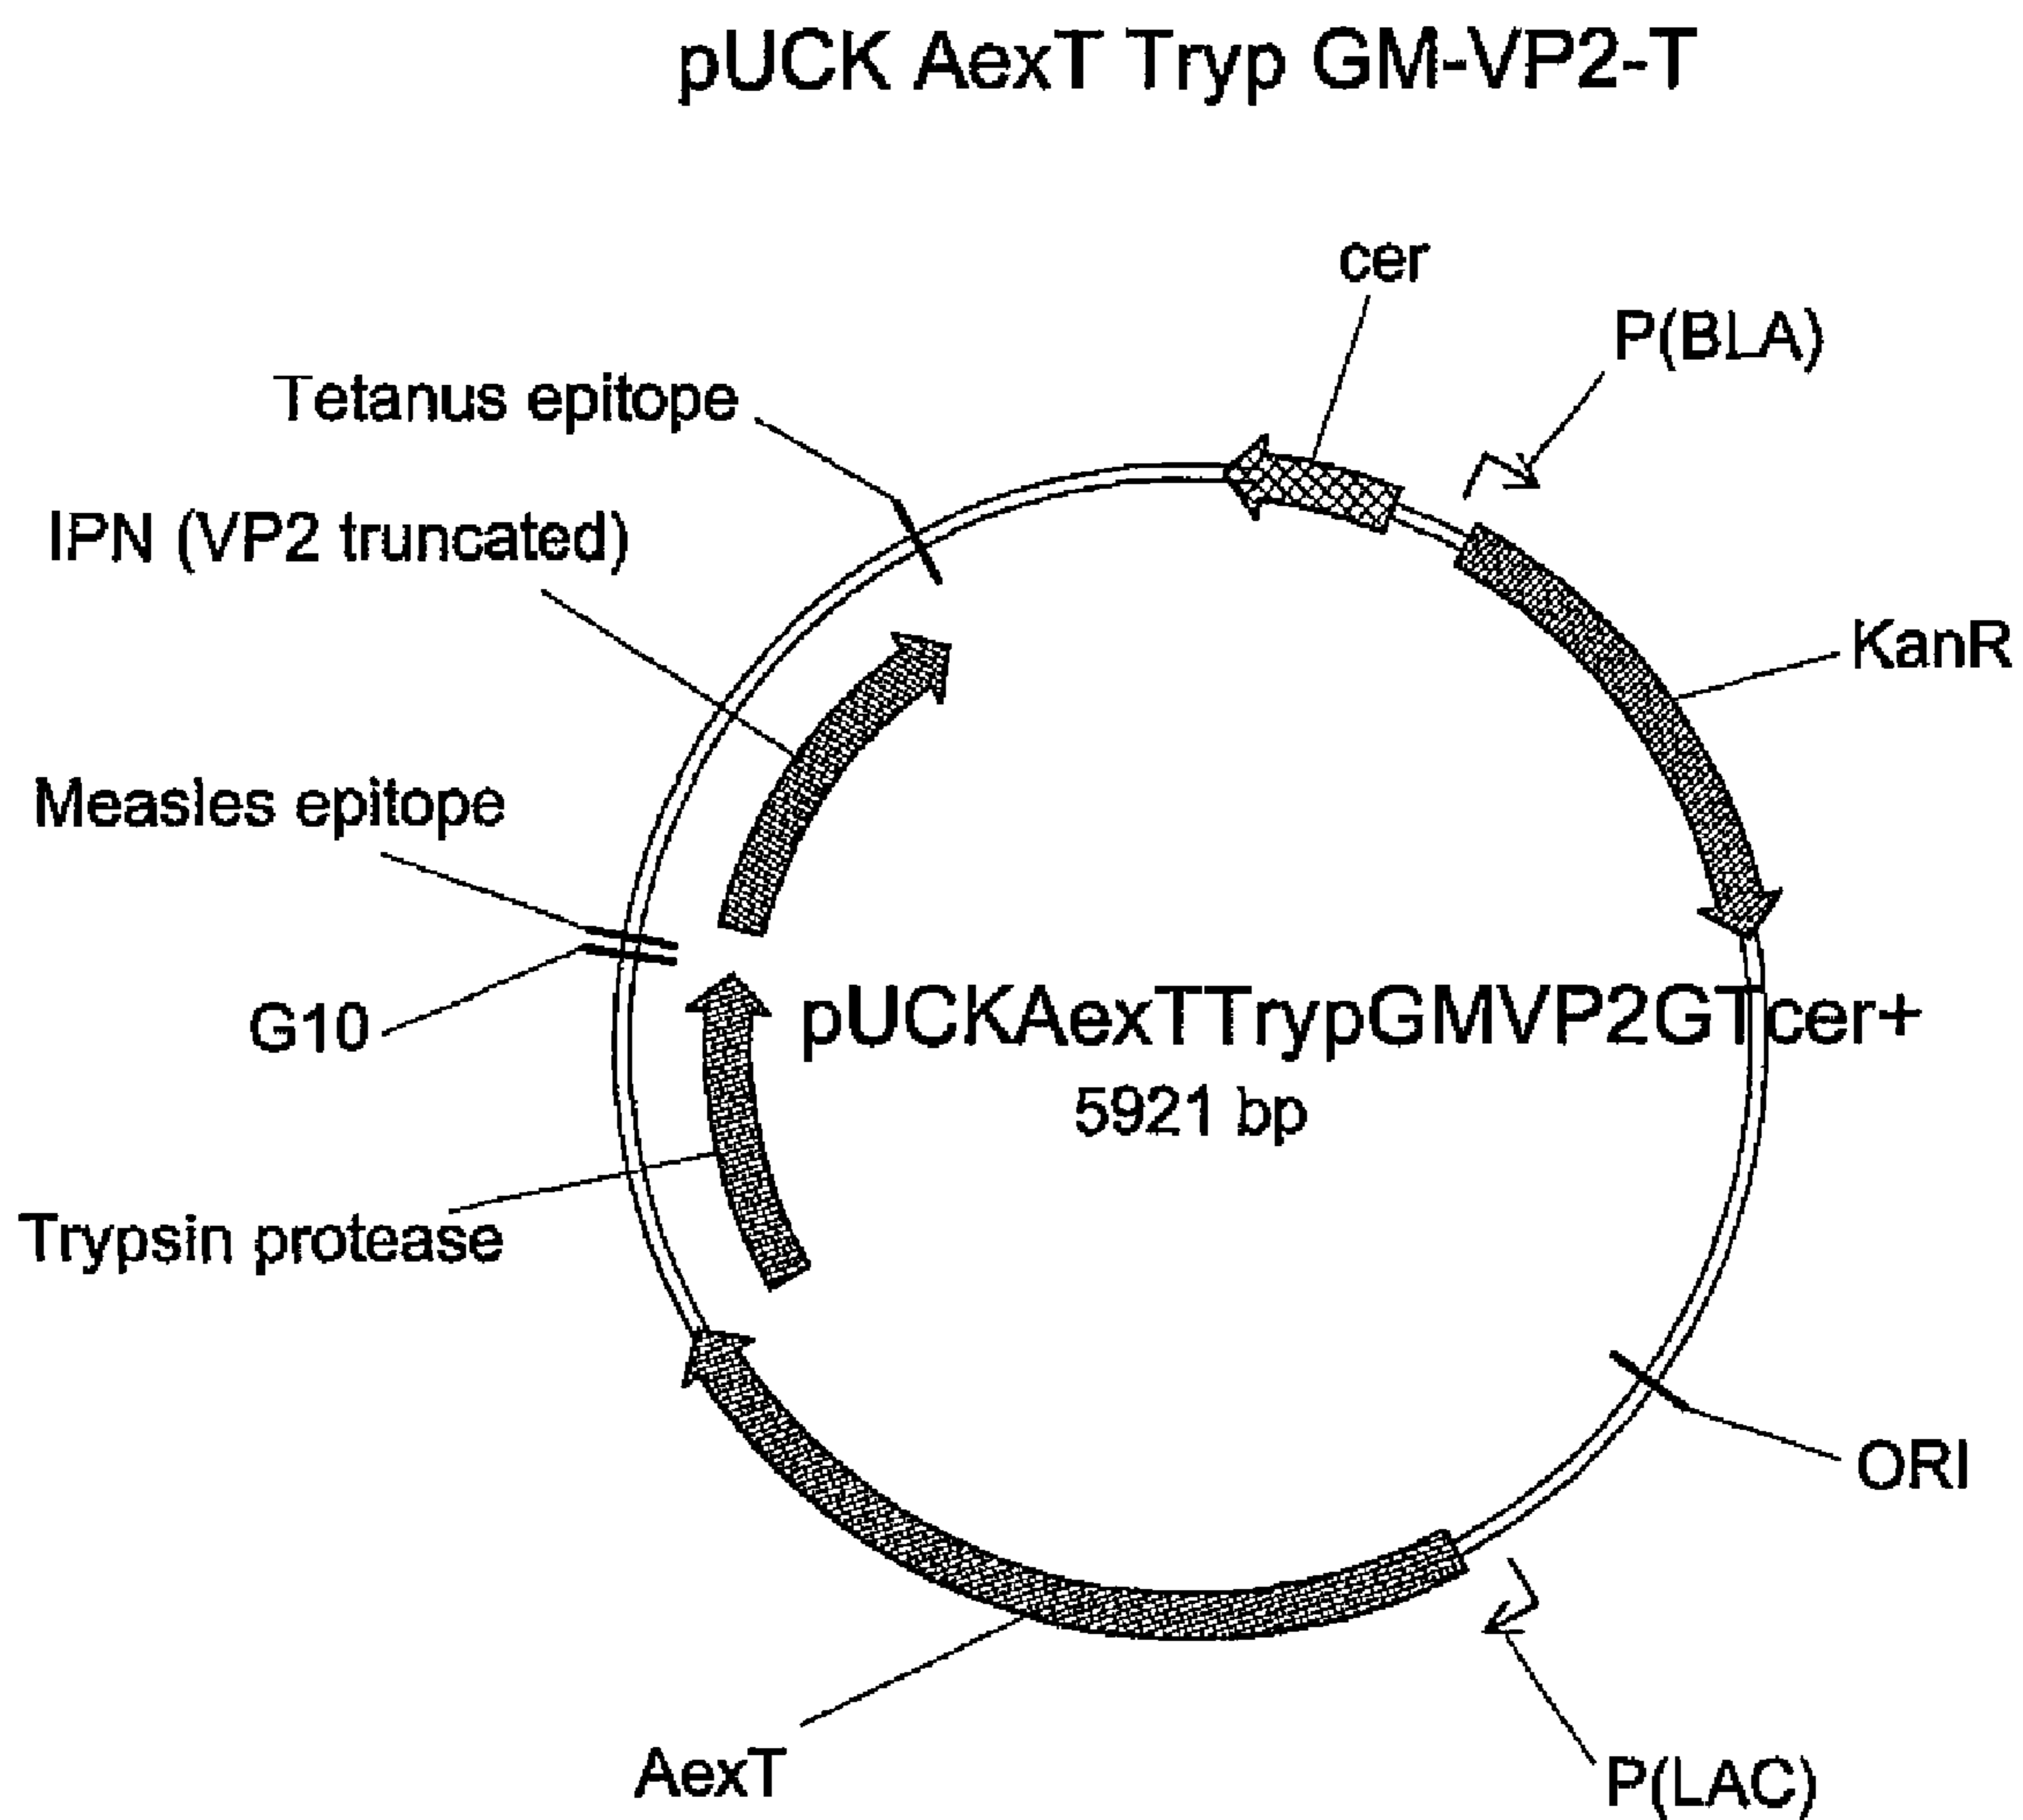 pUCK AexT Tryp GM-VP2-T
cer
P(BLA)
Tetanus epitope
IPN (VP2 truncated)
KanR
Measles epitope
G10
pUCKAexTTrypGMVP2GTcer+
5921 bp
Trypsin protease
ORI
AexT
P(LAC)